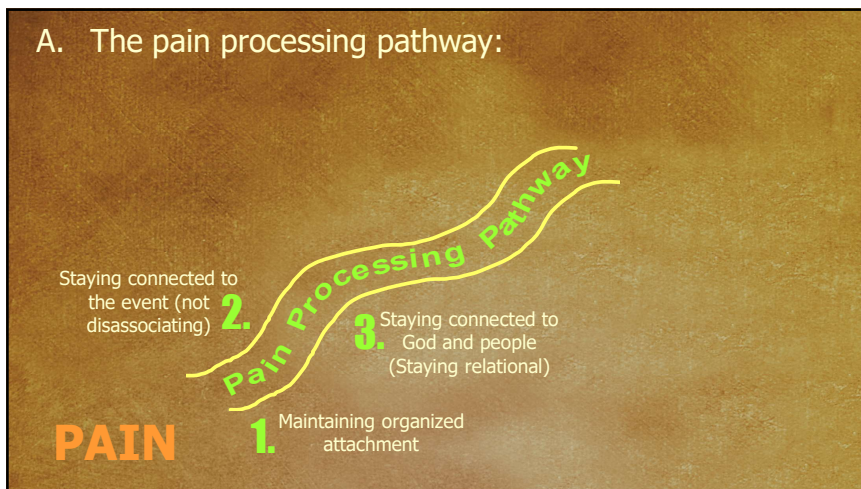 A. The pain processing pathway:
Pain Processing Pathway
Staying connected to
the event (not
disassociating)
2.
3.
Staying connected to
God and people
(Staying relational)
PAIN
1.
Maintaining organized
attachment